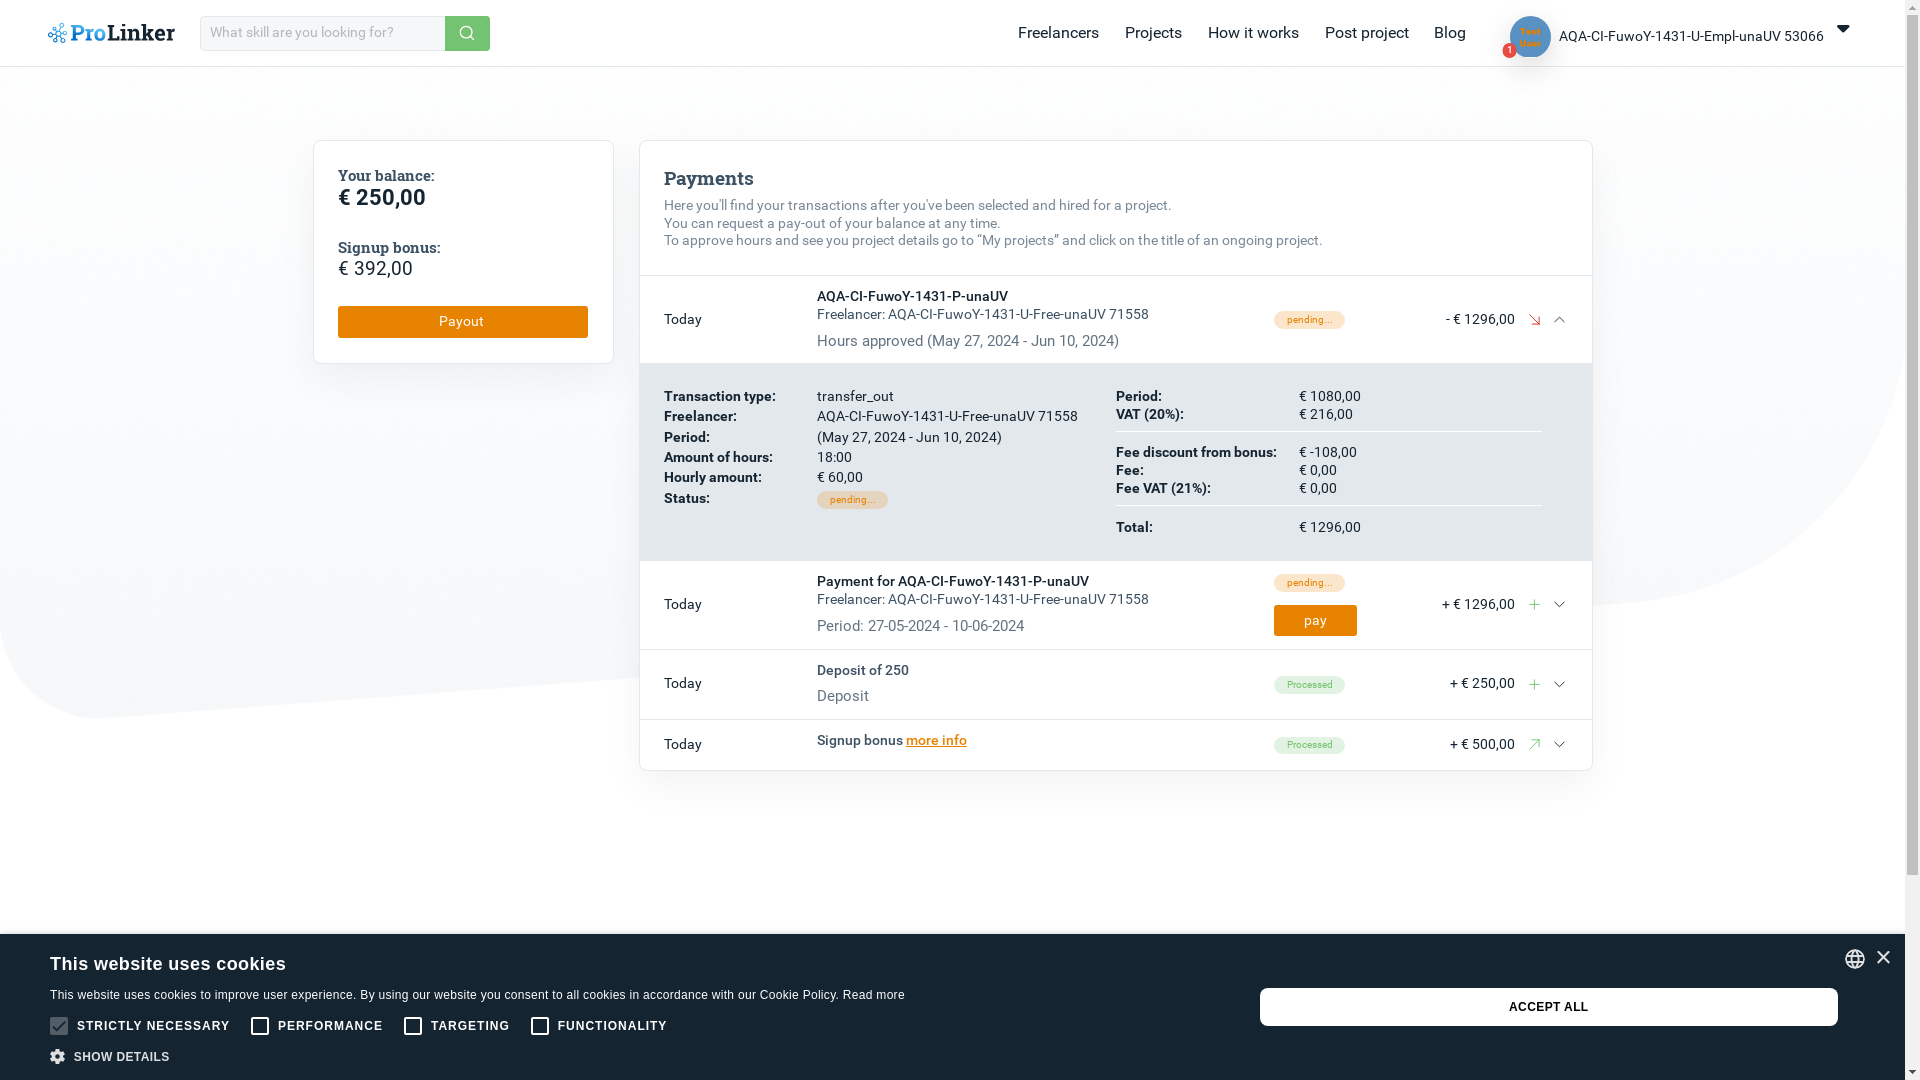 ProLinker
What skill are you looking for?
Freelancers Projects How it works Post project Blog
Test User
1
AQA-CI-FuwoY-1431-U-Empl-unaUV 53066
Your balance:
€ 250,00
Signup bonus:
€ 392,00
Payout
Payments
Here you'll find your transactions after you've been selected and hired for a project.
You can request a pay-out of your balance at any time.
To approve hours and see you project details go to “My projects” and click on the title of an ongoing project.
Today
AQA-CI-FuwoY-1431-P-unaUV
Freelancer: AQA-CI-FuwoY-1431-U-Free-unaUV 71558
Hours approved (May 27, 2024 - Jun 10, 2024)
pending...
- € 1296,00
Transaction type: transfer_out
Freelancer: AQA-CI-FuwoY-1431-U-Free-unaUV 71558
Period: (May 27, 2024 - Jun 10, 2024)
Amount of hours: 18:00
Hourly amount: € 60,00
Status: pending...
Period: € 1080,00
VAT (20%): € 216,00
Fee discount from bonus: € -108,00
Fee: € 0,00
Fee VAT (21%): € 0,00
Total: € 1296,00
Today
Payment for AQA-CI-FuwoY-1431-P-unaUV
Freelancer: AQA-CI-FuwoY-1431-U-Free-unaUV 71558
Period: 27-05-2024 - 10-06-2024
pending...
pay
+ € 1296,00
Today
Deposit of 250
Deposit
Processed
+ € 250,00
Today
Signup bonus more info
Processed
+ € 500,00
This website uses cookies
This website uses cookies to improve user experience. By using our website you consent to all cookies in accordance with our Cookie Policy. Read more
STRICTLY NECESSARY PERFORMANCE TARGETING FUNCTIONALITY
SHOW DETAILS
ACCEPT ALL